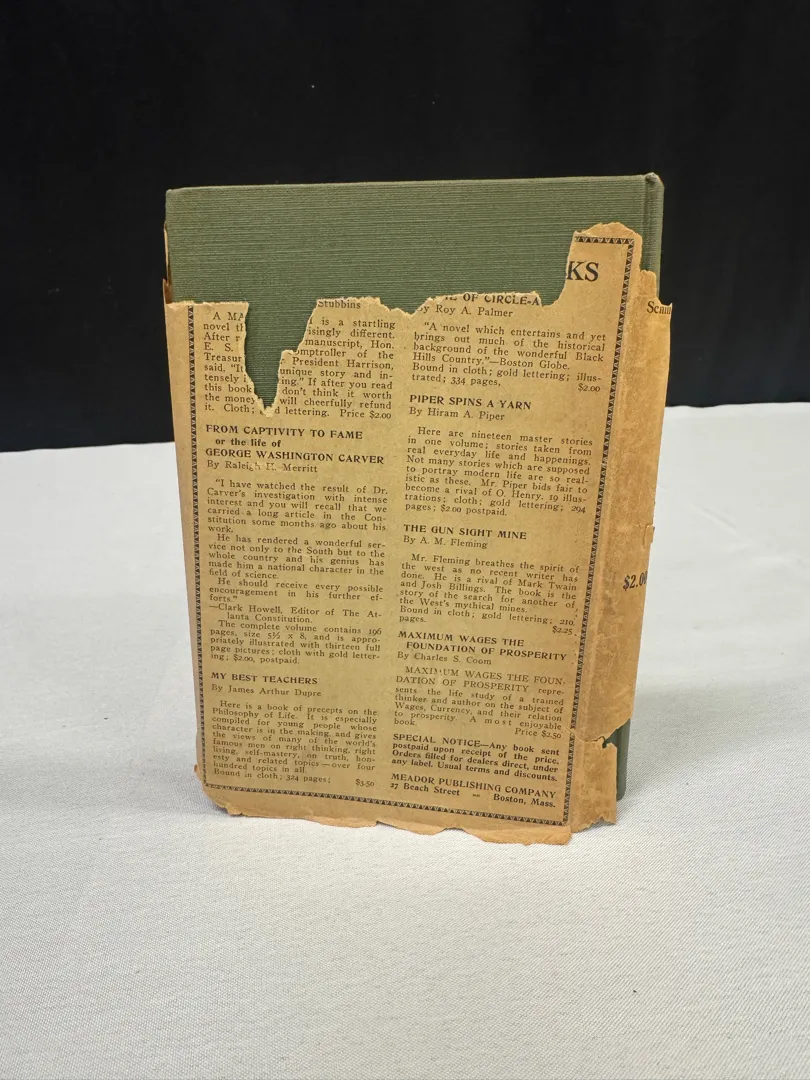 KS
Stubbins
A MA
is a startling
novel th
isingly different.
After r
manuscript, Hon.
E. S.
mptroller of the
Treasur
President Harrison,
said, "It
unique story and in-
tensely i
ing." If after you read
this book
don't think it worth
the money
will cheerfully refund
it. Cloth;
d lettering. Price $2.00
FROM CAPTIVITY TO FAME
or the life of
GEORGE WASHINGTON CARVER
By Raleigh H. Merritt
"I have watched the result of Dr.
Carver's investigation with intense
interest and you will recall that we
carried a long article in the Con-
stitution some months ago about his
work.
He has rendered a wonderful ser-
vice not only to the South but to the
whole country and his genius has
made him a national character in the
field of science.
He should receive every possible
encouragement in his further ef-
forts."
—Clark Howell, Editor of The At-
lanta Constitution.
The complete volume contains 196
pages, size 5½ x 8, and is appro-
priately illustrated with thirteen full
page pictures; cloth with gold letter-
ing; $2.00, postpaid.
MY BEST TEACHERS
By James Arthur Dupre
Here is a book of precepts on the
Philosophy of Life. It is especially
compiled for young people whose
character is in the making, and gives
the views of many of the world's
famous men on right thinking, right
living, self-mastery, on truth, hon-
esty and related topics—over four
hundred topics in all.
Bound in cloth; 324 pages; $3.50
OF CIRCLE-A
y Roy A. Palmer
"A novel which entertains and yet
brings out much of the historical
background of the wonderful Black
Hills Country."—Boston Globe.
Bound in cloth; gold lettering; illus-
trated; 334 pages, $2.00
PIPER SPINS A YARN
By Hiram A. Piper
Here are nineteen master stories
in one volume; stories taken from
real everyday life and happenings.
Not many stories which are supposed
to portray modern life are so real-
istic as these. Mr. Piper bids fair to
become a rival of O. Henry. 19 illus-
trations; cloth; gold lettering; 294
pages; $2.00 postpaid.
THE GUN SIGHT MINE
By A. M. Fleming
Mr. Fleming breathes the spirit of
the west as no recent writer has
done. He is a rival of Mark Twain
and Josh Billings. The book is the
story of the search for another of
the West's mythical mines.
Bound in cloth; gold lettering; 210
pages. $2.25
MAXIMUM WAGES THE
FOUNDATION OF PROSPERITY
By Charles S. Coom
MAXIMUM WAGES THE FOUN-
DATION OF PROSPERITY repre-
sents the life study of a trained
thinker and author on the subject of
Wages, Currency, and their relation
to prosperity. A most enjoyable
book. Price $2.50
SPECIAL NOTICE—Any book sent
postpaid upon receipt of the price.
Orders filled for dealers direct, under
any label. Usual terms and discounts.
MEADOR PUBLISHING COMPANY
27 Beach Street -- Boston, Mass.
$2.00